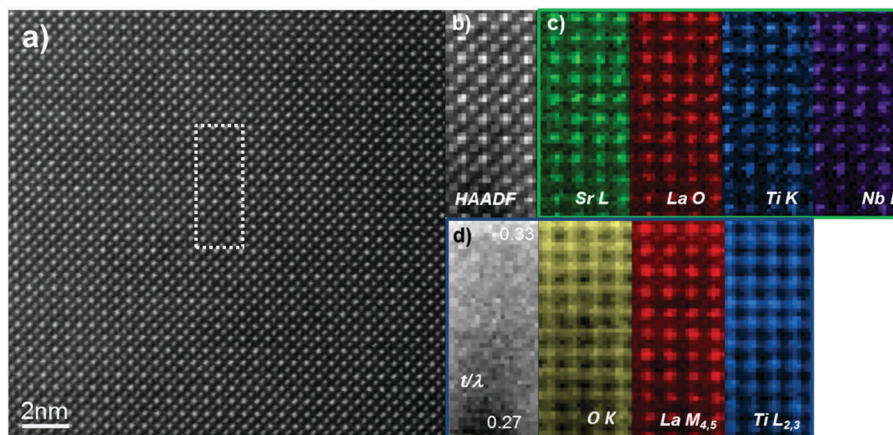 a)
2nm
b)
HAADF
c)
Sr L
La O
Ti K
Nb
d)
0.33
t/λ
0.27
O K
La M4,5
Ti L2,3